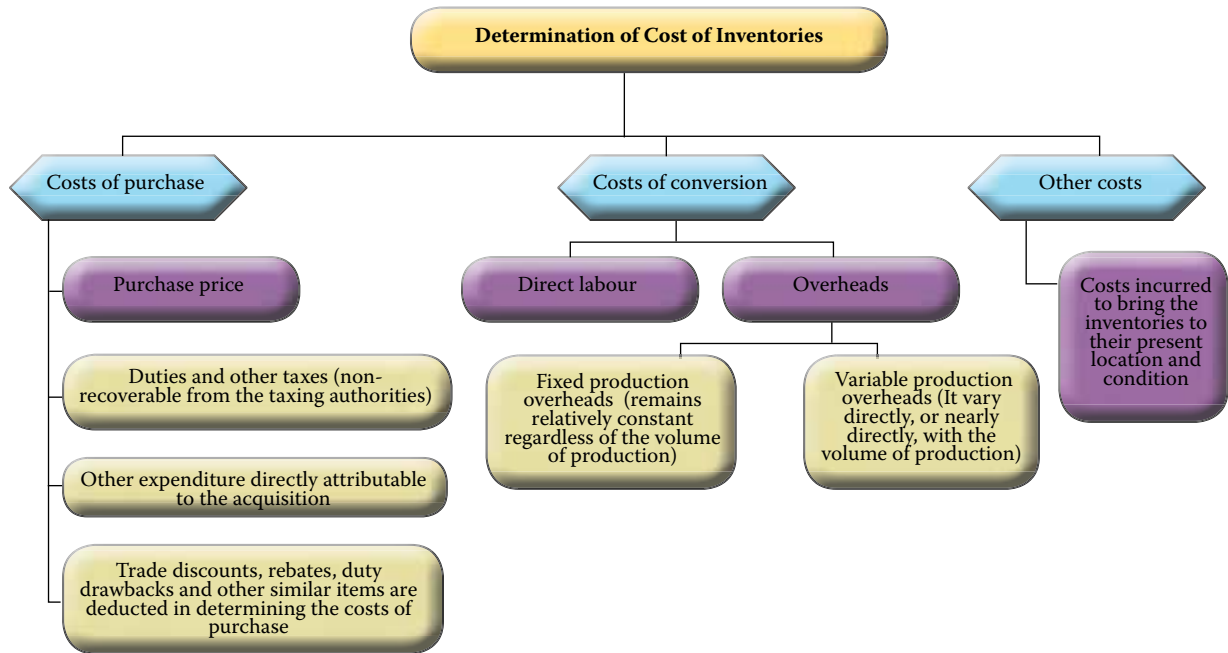 Determination of Cost of Inventories
Costs of purchase
Costs of conversion
Other costs
Purchase price
Duties and other taxes (non-
recoverable from the taxing authorities)
Other expenditure directly attributable
to the acquisition
Trade discounts, rebates, duty
drawbacks and other similar items are
deducted in determining the costs of
purchase
Direct labour
Overheads
Fixed production
overheads (remains
relatively constant
regardless of the volume
of production)
Variable production
overheads (It vary
directly, or nearly
directly, with the
volume of production)
Costs incurred
to bring the
inventories to
their present
location and
condition